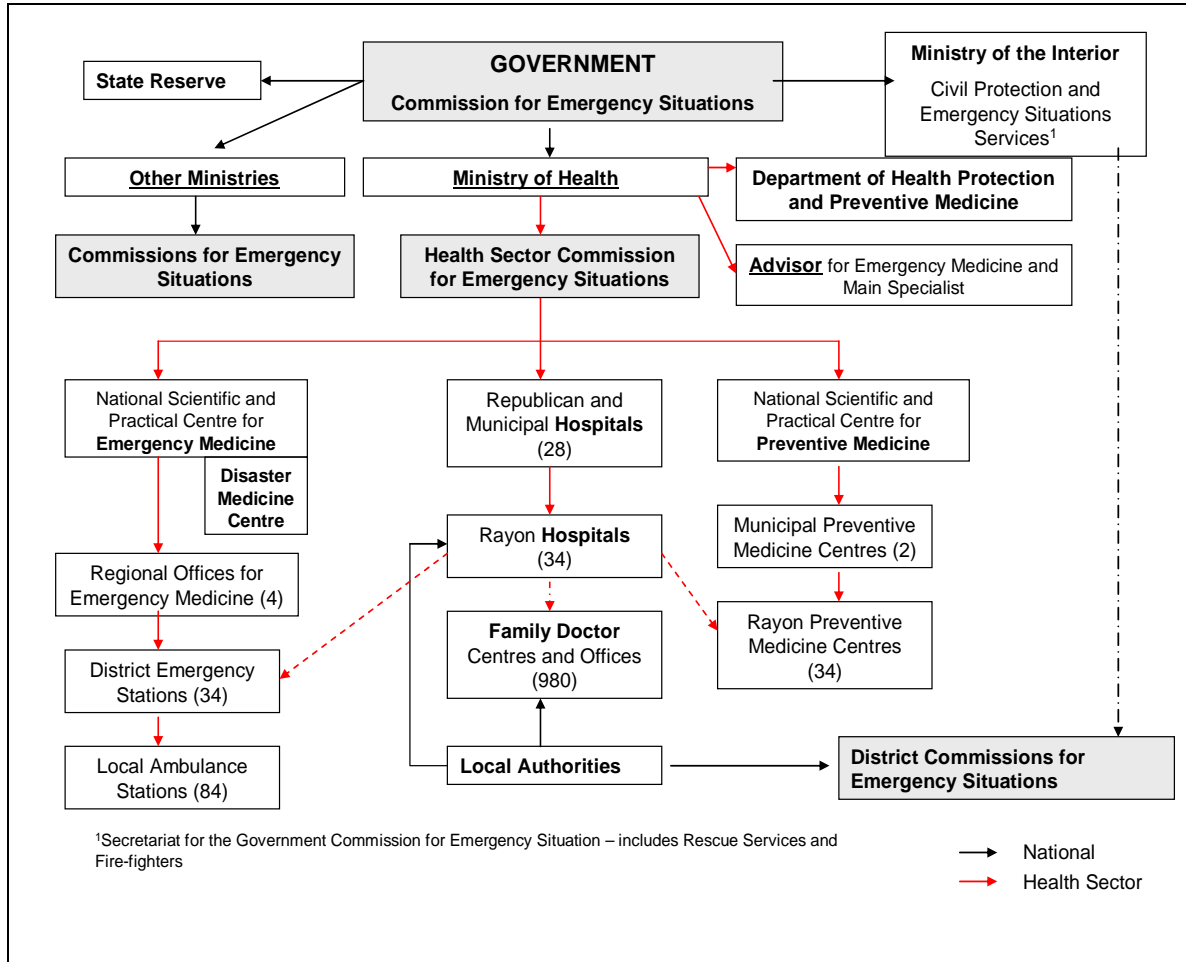 GOVERNMENT
Commission for Emergency Situations
State Reserve
Ministry of the Interior
Civil Protection and
Emergency Situations
Services1
Other Ministries
Ministry of Health
Department of Health Protection
and Preventive Medicine
Commissions for Emergency
Situations
Health Sector Commission
for Emergency Situations
Advisor for Emergency Medicine and
Main Specialist
National Scientific and
Practical Centre for
Emergency Medicine
Disaster
Medicine
Centre
Republican and
Municipal Hospitals
(28)
National Scientific and
Practical Centre for
Preventive Medicine
Rayon Hospitals
(34)
Municipal Preventive
Medicine Centres (2)
Regional Offices for
Emergency Medicine (4)
Family Doctor
Centres and Offices
(980)
Rayon Preventive
Medicine Centres
(34)
District Emergency
Stations (34)
Local Ambulance
Stations (84)
Local Authorities
District Commissions for
Emergency Situations
1Secretariat for the Government Commission for Emergency Situation – includes Rescue Services and
Fire-fighters
National
Health Sector